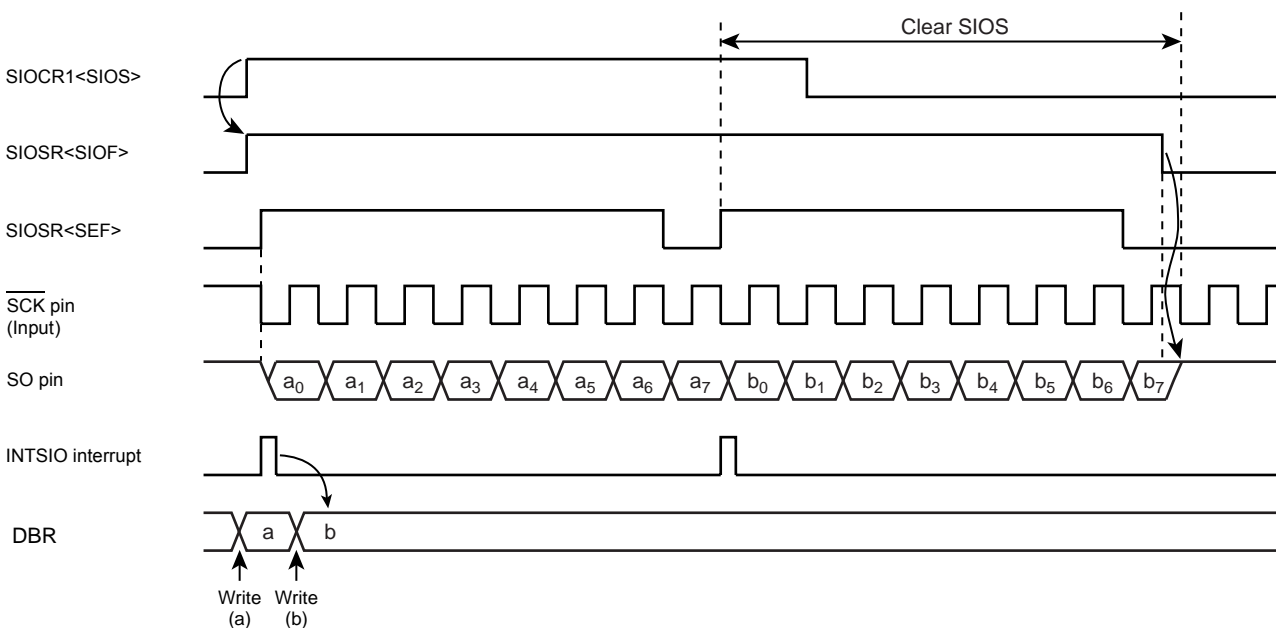 Clear SIOS
SIOCR1<SIOS>
SIOSR<SIOF>
SIOSR<SEF>
SCK pin
(Input)
SO pin
a0 a1 a2 a3 a4 a5 a6 a7 b0 b1 b2 b3 b4 b5 b6 b7
INTSIO interrupt
DBR
a b
Write Write
(a) (b)